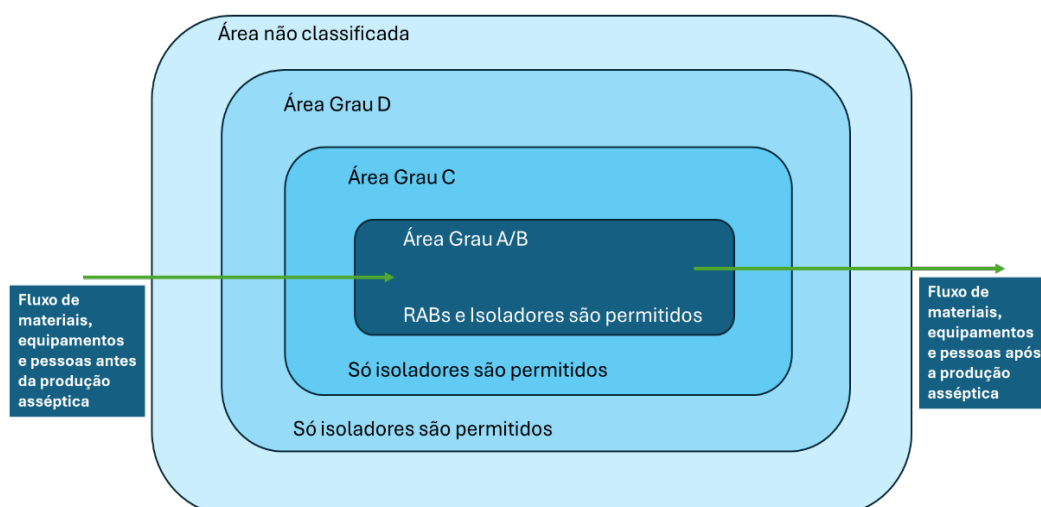 Área não classificada
Área Grau D
Área Grau C
Área Grau A/B
RABs e Isoladores são permitidos
Só isoladores são permitidos
Só isoladores são permitidos
Fluxo de
materiais,
equipamentos
e pessoas antes
da produção
asséptica
Fluxo de
materiais,
equipamentos
e pessoas após
a produção
asséptica